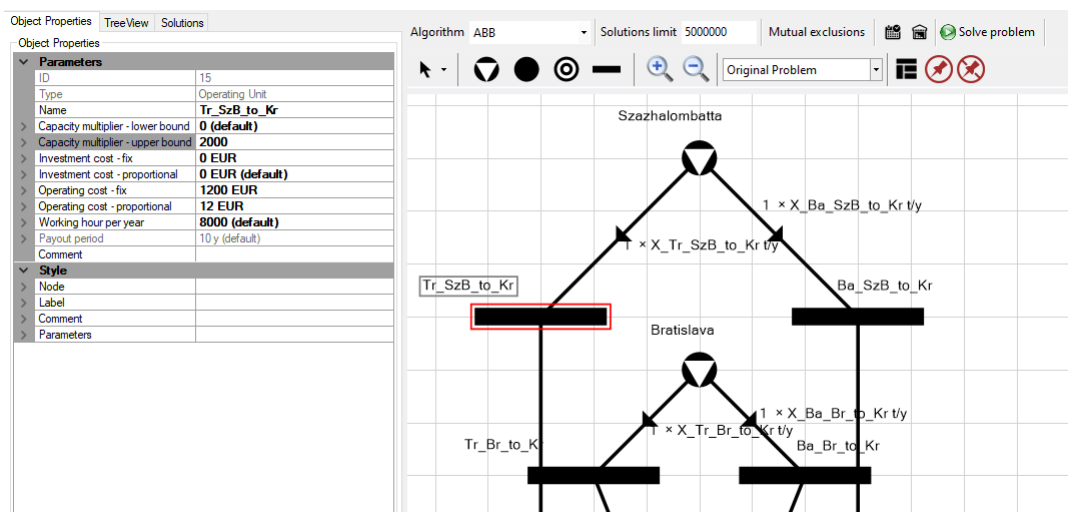 Object Properties TreeView Solutions
Object Properties
Parameters
ID 15
Type Operating Unit
Name Tr_SzB_to_Kr
Capacity multiplier - lower bound 0 (default)
Capacity multiplier - upper bound 2000
Investment cost - fix 0 EUR
Investment cost - proportional 0 EUR (default)
Operating cost - fix 1200 EUR
Operating cost - proportional 12 EUR
Working hour per year 8000 (default)
Payout period 10 y (default)
Comment
Style
Node
Label
Comment
Parameters
Algorithm ABB Solutions limit 5000000 Mutual exclusions Solve problem
Original Problem
Szazhalombatta
1 × X_Ba_SzB_to_Kr t/y
1 × X_Tr_SzB_to_Kr t/y
Tr_SzB_to_Kr Ba_SzB_to_Kr
Bratislava
1 × X_Ba_Br_to_Kr t/y
1 × X_Tr_Br_to_Kr t/y
Tr_Br_to_Kr Ba_Br_to_Kr